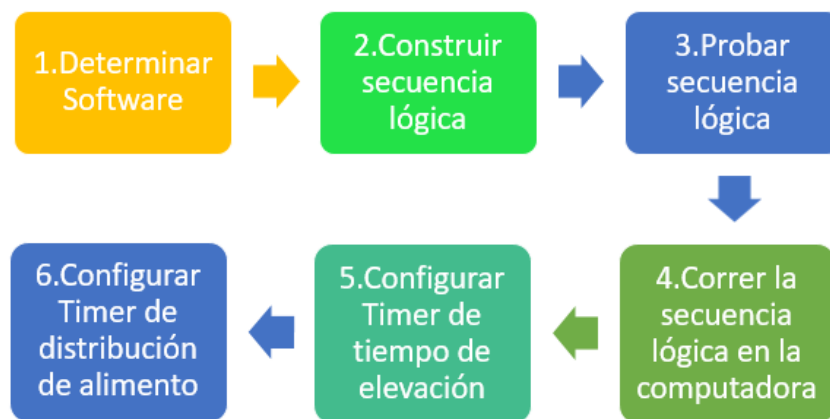 1.Determinar
Software
2.Construir
secuencia
lógica
3.Probar
secuencia
lógica
4.Correr la
secuencia
lógica en la
computadora
5.Configurar
Timer de
tiempo de
elevación
6.Configurar
Timer de
distribución
de alimento